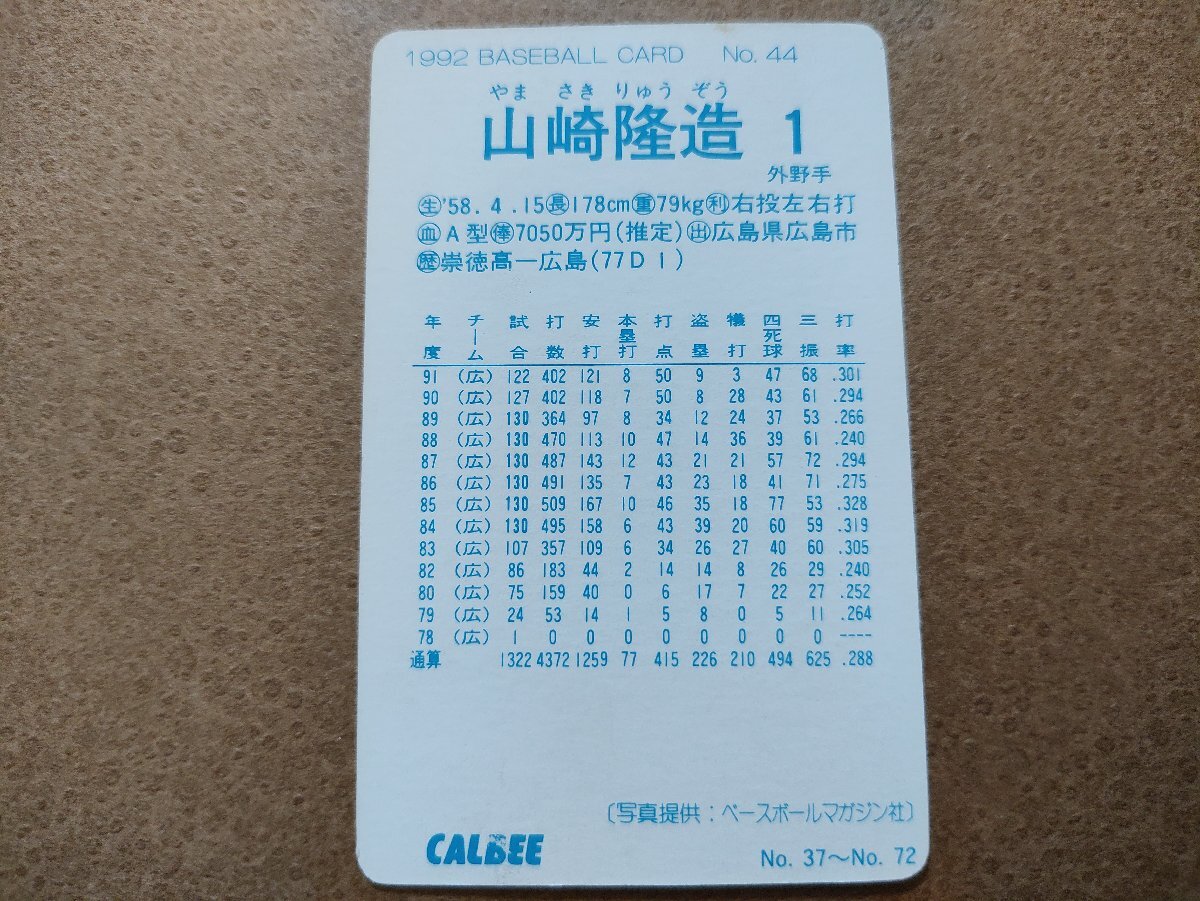 1992 BASEBALL CARD No. 44
やま さき りゅう ぞう
山崎隆造 1
外野手
㊤'58. 4 .15㊥178cm㊥79kg㊥右投左右打
血A型俸7050万円(推定)出広島県広島市
歴崇徳高ー広島(77DI)
年度 チーム 試合 打数 安打 本塁打 打点 盗塁 犠打 四死球 三振 打率
91 (広) 122 402 121 8 50 9 3 47 68 .301
90 (広) 127 402 118 7 50 8 28 43 61 .294
89 (広) 130 364 97 8 34 12 24 37 53 .266
88 (広) 130 470 113 10 47 14 36 39 61 .240
87 (広) 130 487 143 12 43 21 21 57 72 .294
86 (広) 130 491 135 7 43 23 18 41 71 .275
85 (広) 130 509 167 10 46 35 18 77 53 .328
84 (広) 130 495 158 6 43 39 20 60 59 .319
83 (広) 107 357 109 6 34 26 27 40 60 .305
82 (広) 86 183 44 2 14 14 8 26 29 .240
80 (広) 75 159 40 0 6 17 7 22 27 .252
79 (広) 24 53 14 1 5 8 0 5 11 .264
78 (広) 1 0 0 0 0 0 0 0 0 ----
通算 1322 4372 1259 77 415 226 210 494 625 .288
〔写真提供：ベースボールマガジン社〕
CALBEE
No. 37〜No. 72